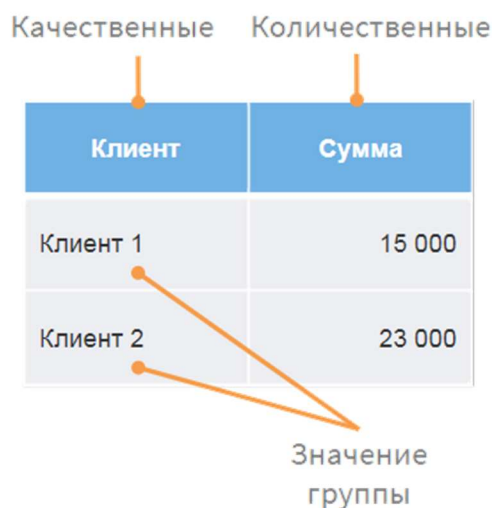 Качественные Количественные
Клиент Сумма
Клиент 1 15 000
Клиент 2 23 000
Значение
группы